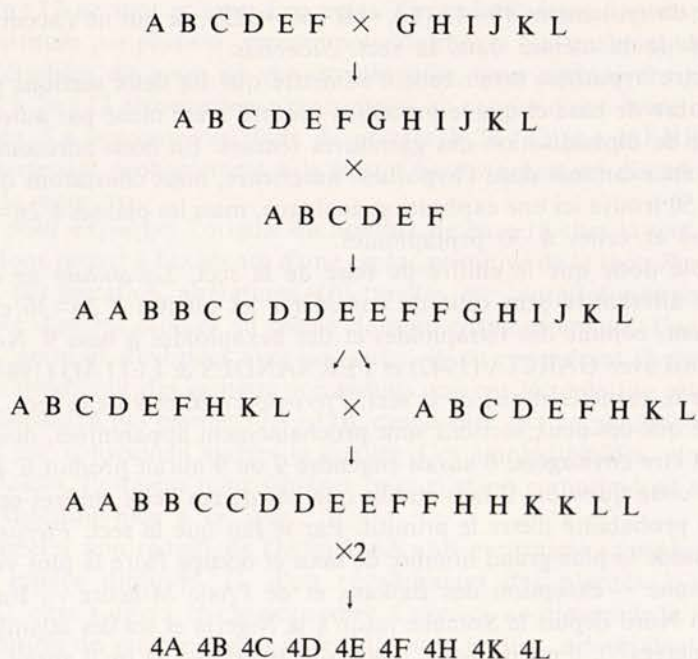 A B C D E F × G H I J K L
↓
A B C D E F G H I J K L
×
A B C D E F
↓
A A B B C C D D E E F F G H I J K L
/ \
A B C D E F H K L × A B C D E F H K L
↓
A A B B C C D D E E F F H H K K L L
×2
↓
4A 4B 4C 4D 4E 4F 4H 4K 4L